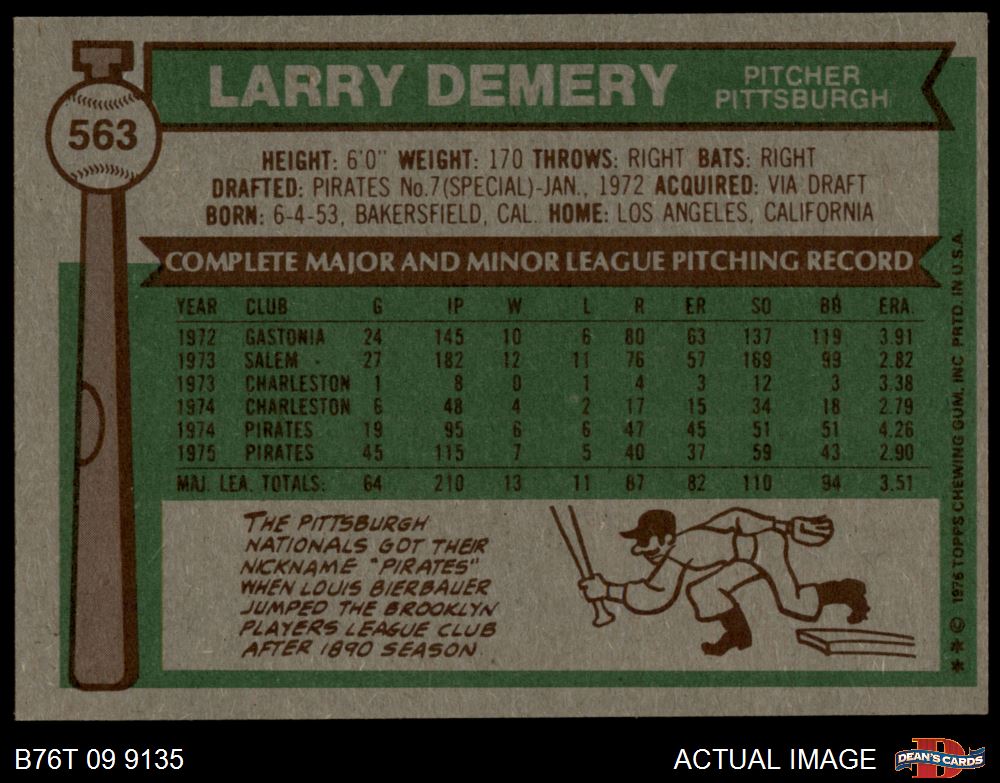 563
LARRY DEMERY
PITCHER
PITTSBURGH
HEIGHT: 6'0" WEIGHT: 170 THROWS: RIGHT BATS: RIGHT
DRAFTED: PIRATES No.7(SPECIAL)-JAN., 1972 ACQUIRED: VIA DRAFT
BORN: 6-4-53, BAKERSFIELD, CAL. HOME: LOS ANGELES, CALIFORNIA
COMPLETE MAJOR AND MINOR LEAGUE PITCHING RECORD
YEAR CLUB G IP W L R ER SO BB ERA.
1972 GASTONIA 24 145 10 6 80 63 137 119 3.91
1973 SALEM 27 182 12 11 76 57 169 99 2.82
1973 CHARLESTON 1 8 0 1 4 3 12 3 3.38
1974 CHARLESTON 6 48 4 2 17 15 34 18 2.79
1974 PIRATES 19 95 6 6 47 45 51 51 4.26
1975 PIRATES 45 115 7 5 40 37 59 43 2.90
MAJ. LEA. TOTALS: 64 210 13 11 87 82 110 94 3.51
THE PITTSBURGH
NATIONALS GOT THEIR
NICKNAME "PIRATES"
WHEN LOUIS BIERBAUER
JUMPED THE BROOKLYN
PLAYERS LEAGUE CLUB
AFTER 1890 SEASON
** © 1976 TOPPS CHEWING GUM, INC. PRTD. IN U.S.A.
B76T 09 9135
ACTUAL IMAGE
D
DEAN'S CARDS